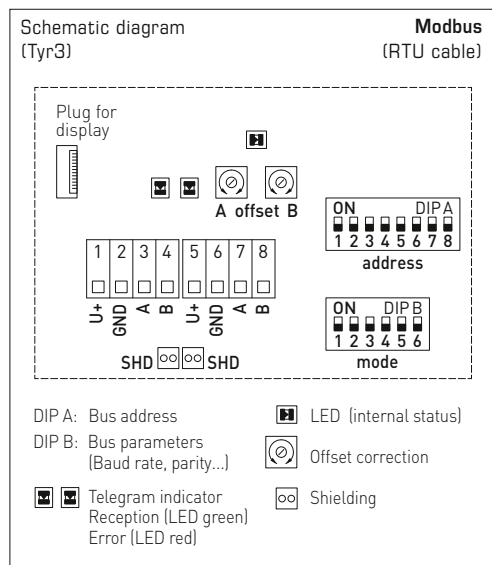 Schematic diagram
(Tyr3)
Modbus
(RTU cable)
Plug for
display
A offset B
ON DIP A
1 2 3 4 5 6 7 8
address
1 2 3 4 5 6 7 8
U+ GND A B U+ GND A B
ON DIP B
1 2 3 4 5 6
mode
SHD SHD
DIP A: Bus address
DIP B: Bus parameters
(Baud rate, parity...)
Telegram indicator
Reception (LED green)
Error (LED red)
LED (internal status)
Offset correction
Shielding